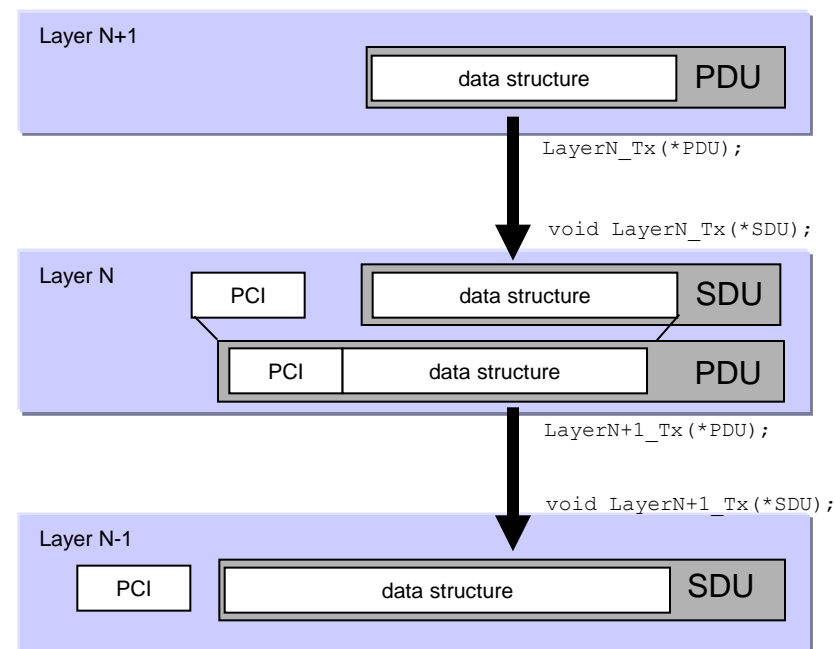 Layer N+1
data structure PDU
LayerN_Tx(*PDU);
void LayerN_Tx(*SDU);
Layer N
PCI data structure SDU
PCI data structure PDU
LayerN+1_Tx(*PDU);
void LayerN+1_Tx(*SDU);
Layer N-1
PCI data structure SDU